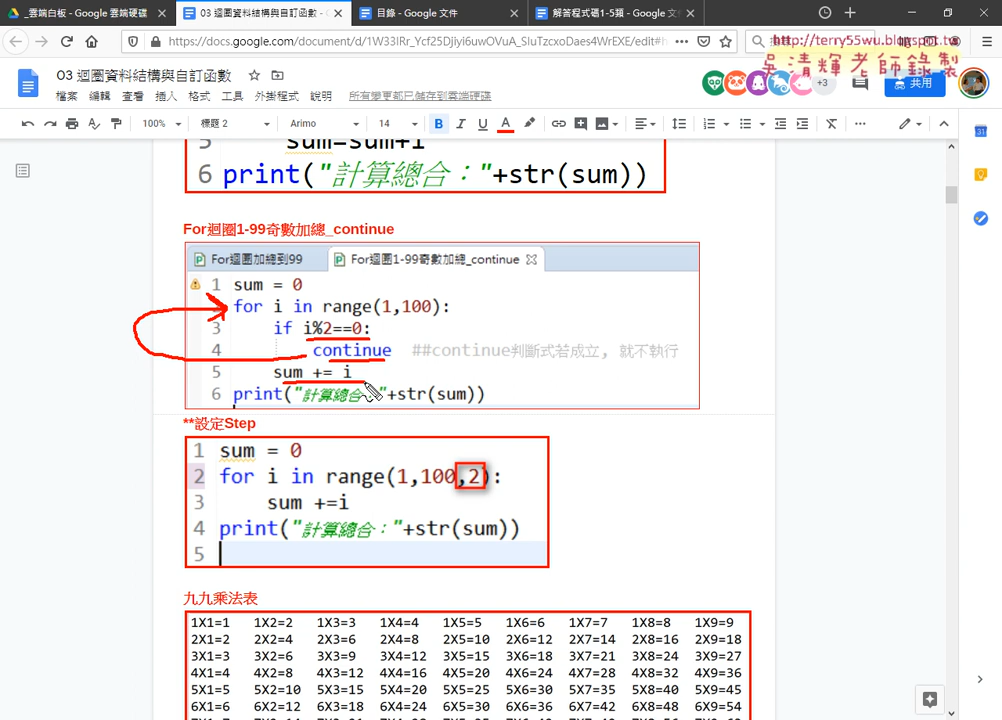 _雲端白板 - Google 雲端硬碟
03 迴圈資料結構與自訂函數 - G
目錄 - Google 文件
解答程式碼1-5類 - Google 文
https://docs.google.com/document/d/1W33lRr_Ycf25Djiyi6uwOVuA_SluTzcxoDaes4WrEXE/edit#h
http://terry55wu.blogspot.tw
吳清輝老師錄製
03 迴圈資料結構與自訂函數
檔案 編輯 查看 插入 格式 工具 外掛程式 說明 所有變更都已儲存到雲端硬碟
+3
共用
100% 標題 2 Arimo 14 B I U A
31
5 sum=sum+i
6 print("計算總合："+str(sum))
For迴圈1-99奇數加總_continue
For迴圈加總到99 For迴圈1-99奇數加總_continue
1 sum = 0
for i in range(1,100):
3 if i%2==0:
4 continue ##continue判斷式若成立, 就不執行
5 sum += i
6 print("計算總合："+str(sum))
**設定Step
1 sum = 0
2 for i in range(1,100,2):
3 sum +=i
4 print("計算總合："+str(sum))
5
九九乘法表
1X1=1 1X2=2 1X3=3 1X4=4 1X5=5 1X6=6 1X7=7 1X8=8 1X9=9
2X1=2 2X2=4 2X3=6 2X4=8 2X5=10 2X6=12 2X7=14 2X8=16 2X9=18
3X1=3 3X2=6 3X3=9 3X4=12 3X5=15 3X6=18 3X7=21 3X8=24 3X9=27
4X1=4 4X2=8 4X3=12 4X4=16 4X5=20 4X6=24 4X7=28 4X8=32 4X9=36
5X1=5 5X2=10 5X3=15 5X4=20 5X5=25 5X6=30 5X7=35 5X8=40 5X9=45
6X1=6 6X2=12 6X3=18 6X4=24 6X5=30 6X6=36 6X7=42 6X8=48 6X9=54